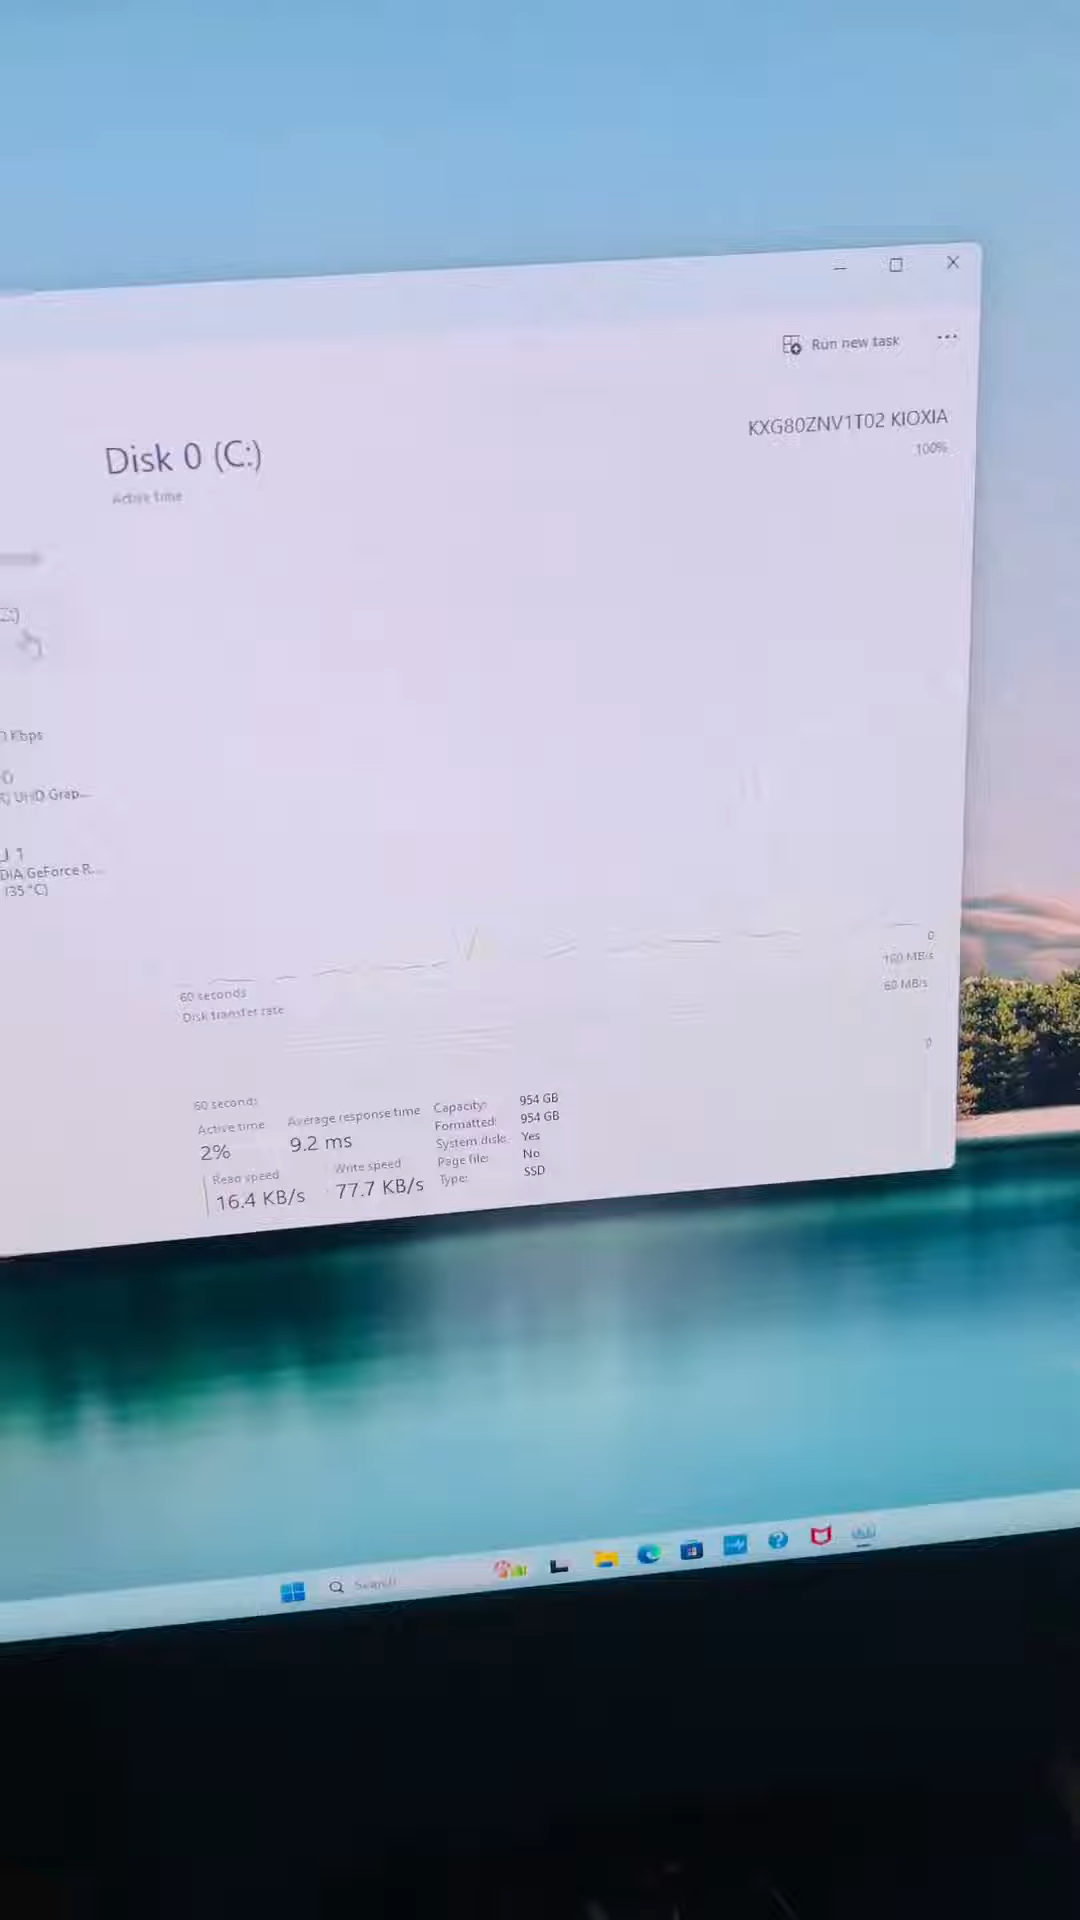 Run new task
Disk 0 (C:)
KXG80ZNV1T02 KIOXIA
Active time
100%
Kbps
UHD Grap...
1
DIA GeForce R...
(35 °C)
0
60 seconds
100 MB/s
Disk transfer rate
60 MB/s
0
60 seconds
Active time
2%
Average response time
9.2 ms
Read speed
16.4 KB/s
Write speed
77.7 KB/s
Capacity: 954 GB
Formatted: 954 GB
System disk: Yes
Page file: No
Type: SSD
Search